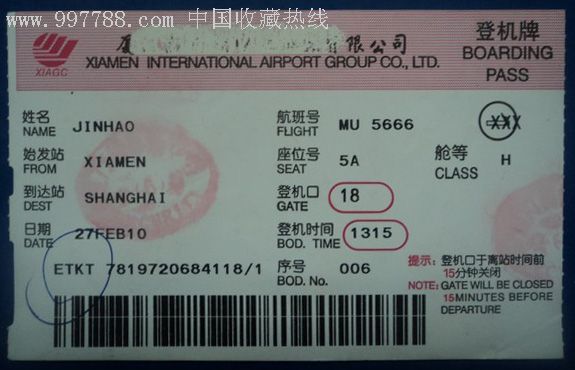 www.997788.com 中国收藏热线
厦 有限公司
XIAMEN INTERNATIONAL AIRPORT GROUP CO., LTD.
XIAGC
登机牌
BOARDING
PASS
姓名
NAME JINHAO
航班号
FLIGHT MU 5666
XXX
始发站
FROM XIAMEN
座位号
SEAT 5A
舱等
CLASS H
到达站
DEST SHANGHAI
登机口
GATE 18
日期
DATE 27FEB10
登机时间
BOD. TIME 1315
ETKT 7819720684118/1
序号
BOD. No. 006
提示: 登机口于离站时间前
15分钟关闭
NOTE: GATE WILL BE CLOSED
15MINUTES BEFORE
DEPARTURE